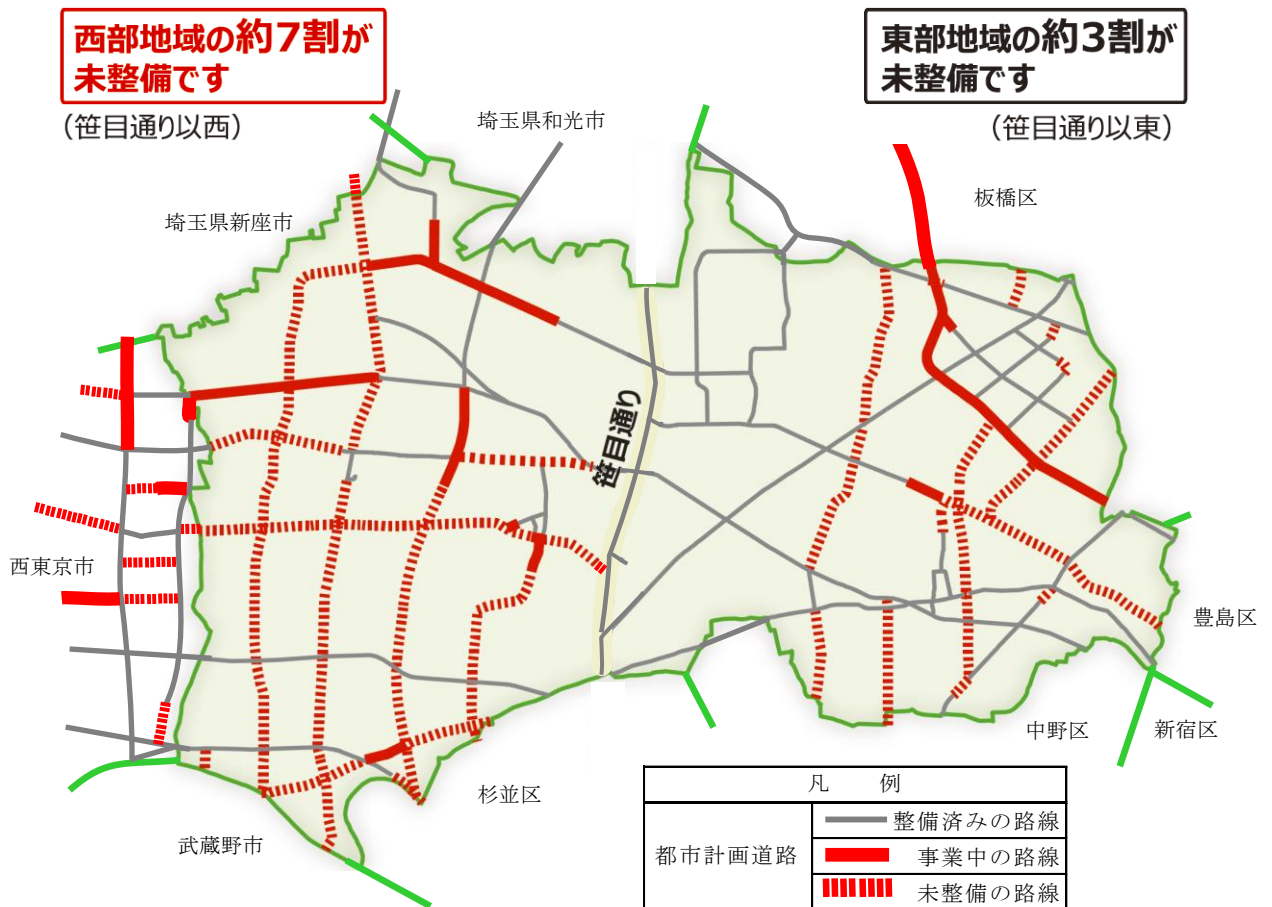 西部地域の約7割が
未整備です
(笹目通り以西)
東部地域の約3割が
未整備です
(笹目通り以東)
埼玉県和光市
板橋区
埼玉県新座市
笹目通り
西東京市
豊島区
中野区
新宿区
杉並区
武蔵野市
凡 例
都市計画道路
整備済みの路線
事業中の路線
未整備の路線